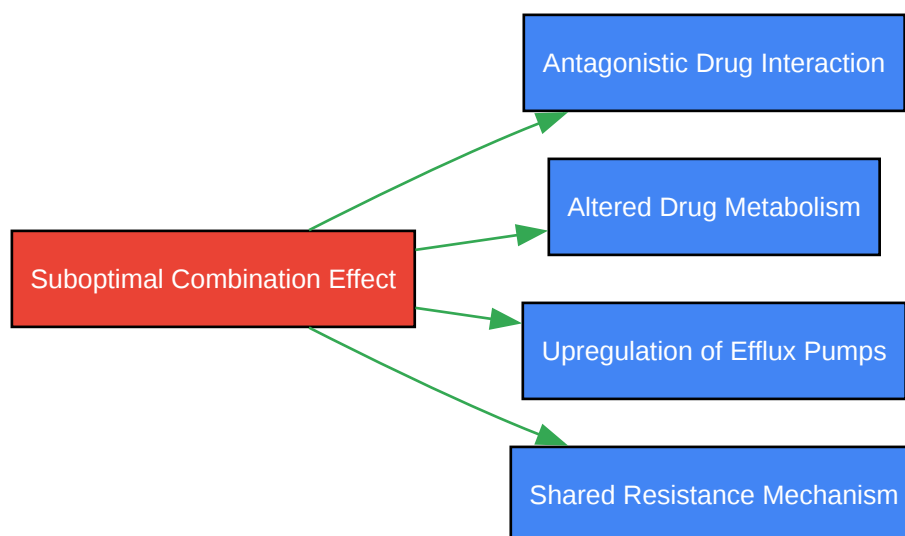 Antagonistic Drug Interaction
Altered Drug Metabolism
Suboptimal Combination Effect
Upregulation of Efflux Pumps
Shared Resistance Mechanism